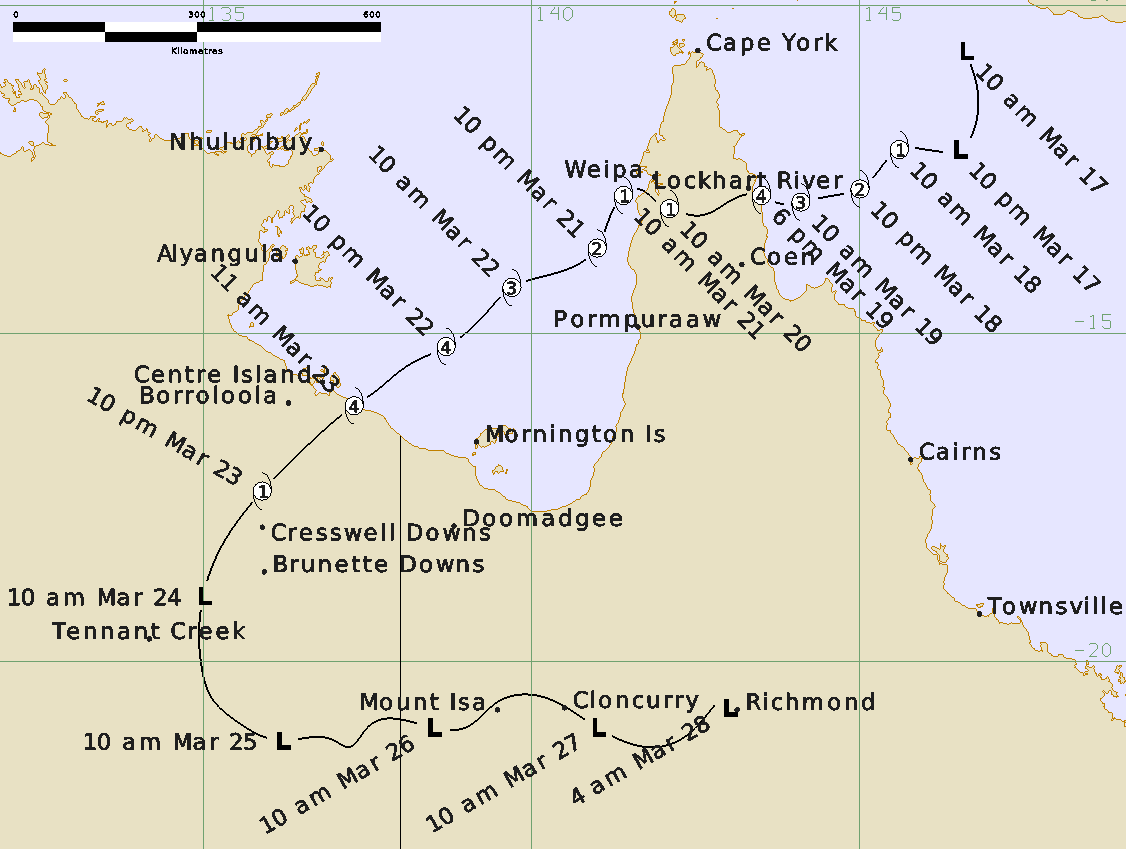 0 300 600
Kilometres
135
140
145
Cape York
L
10 am Mar 17
Nhulunbuy
10 pm Mar 21
1
L
10 pm Mar 17
10 am Mar 22
Weipa
Lockhart River
1
1
4
3
2
10 am Mar 18
10 pm Mar 22
2
10 am Mar 21
10 am Mar 20
6 pm Mar 19
10 am Mar 19
10 pm Mar 18
Alyangula
Coen
11 am Mar 23
3
Pormpuraaw
-15
4
Centre Island
Borroloola
4
10 pm Mar 23
Mornington Is
Cairns
1
Doomadgee
Cresswell Downs
Brunette Downs
10 am Mar 24 L
Townsville
Tennant Creek
-20
Mount Isa
Cloncurry
L Richmond
10 am Mar 25 L
L
L
10 am Mar 26
10 am Mar 27
4 am Mar 28